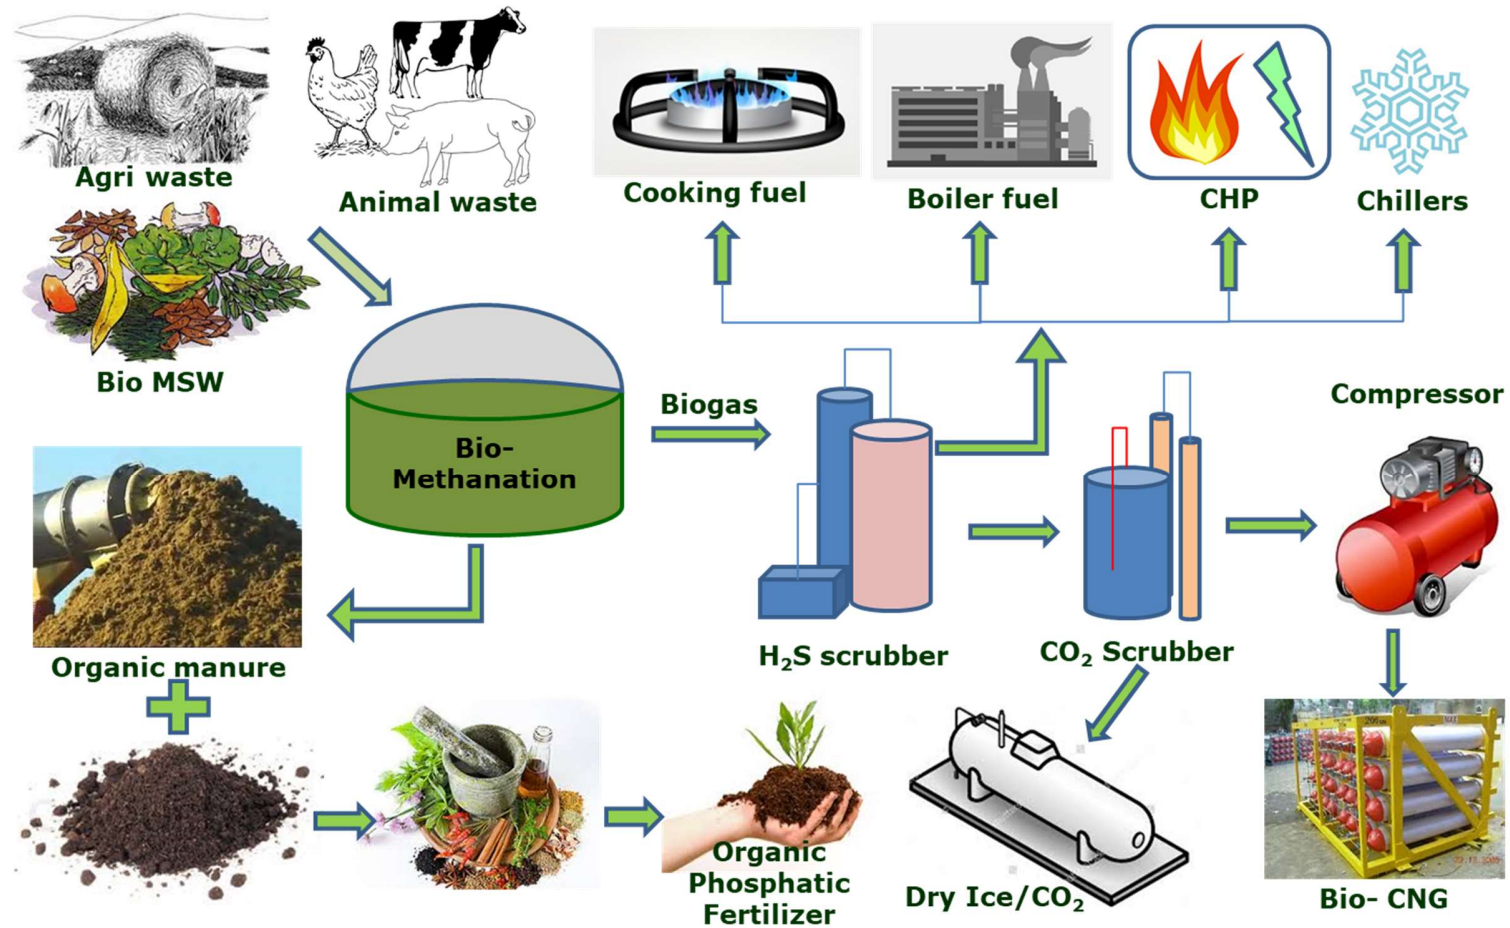 Agri waste
Animal waste
Cooking fuel
Boiler fuel
CHP
Chillers
Bio MSW
Biogas
Compressor
Bio-
Methanation
Organic manure
H₂S scrubber
CO₂ Scrubber
Organic
Phosphatic
Fertilizer
Dry Ice/CO₂
Bio- CNG